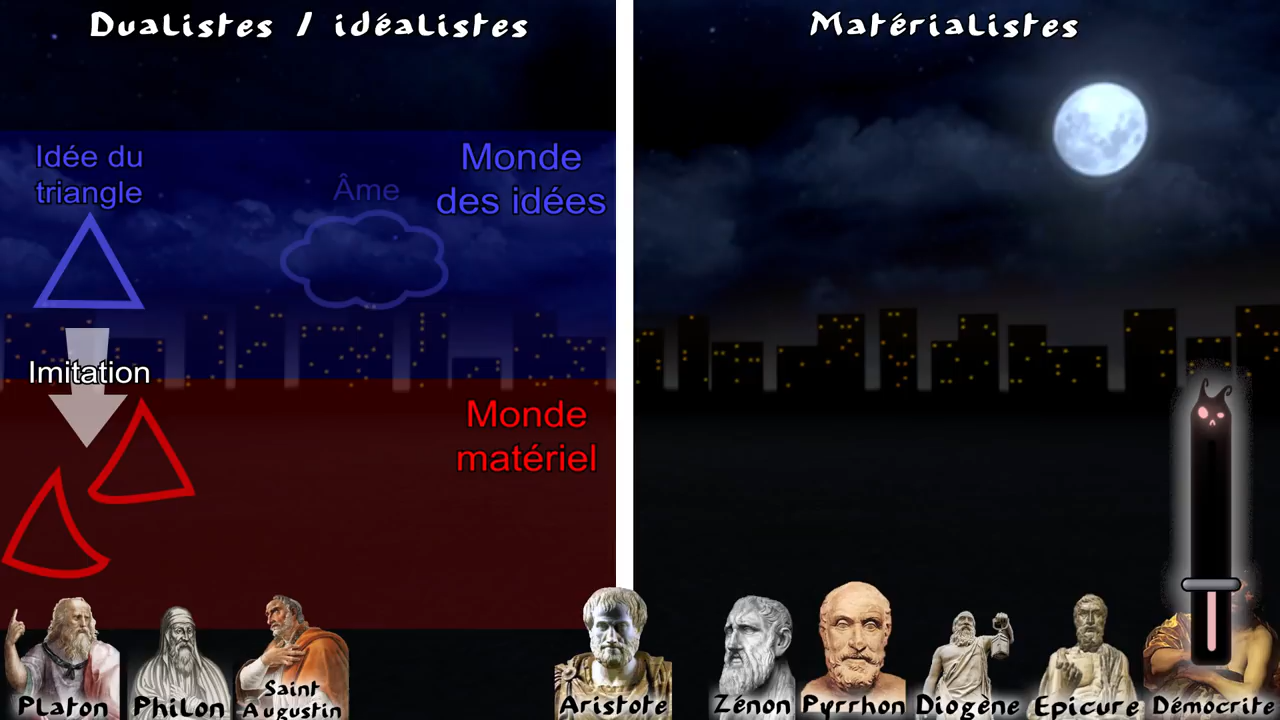 Dualistes / idéalistes
Matérialistes
Idée du
triangle
Âme
Monde
des idées
Imitation
Monde
matériel
Platon
Philon
Saint
Augustin
Aristote
Zénon
Pyrrhon
Diogène
Epicure
Démocrite